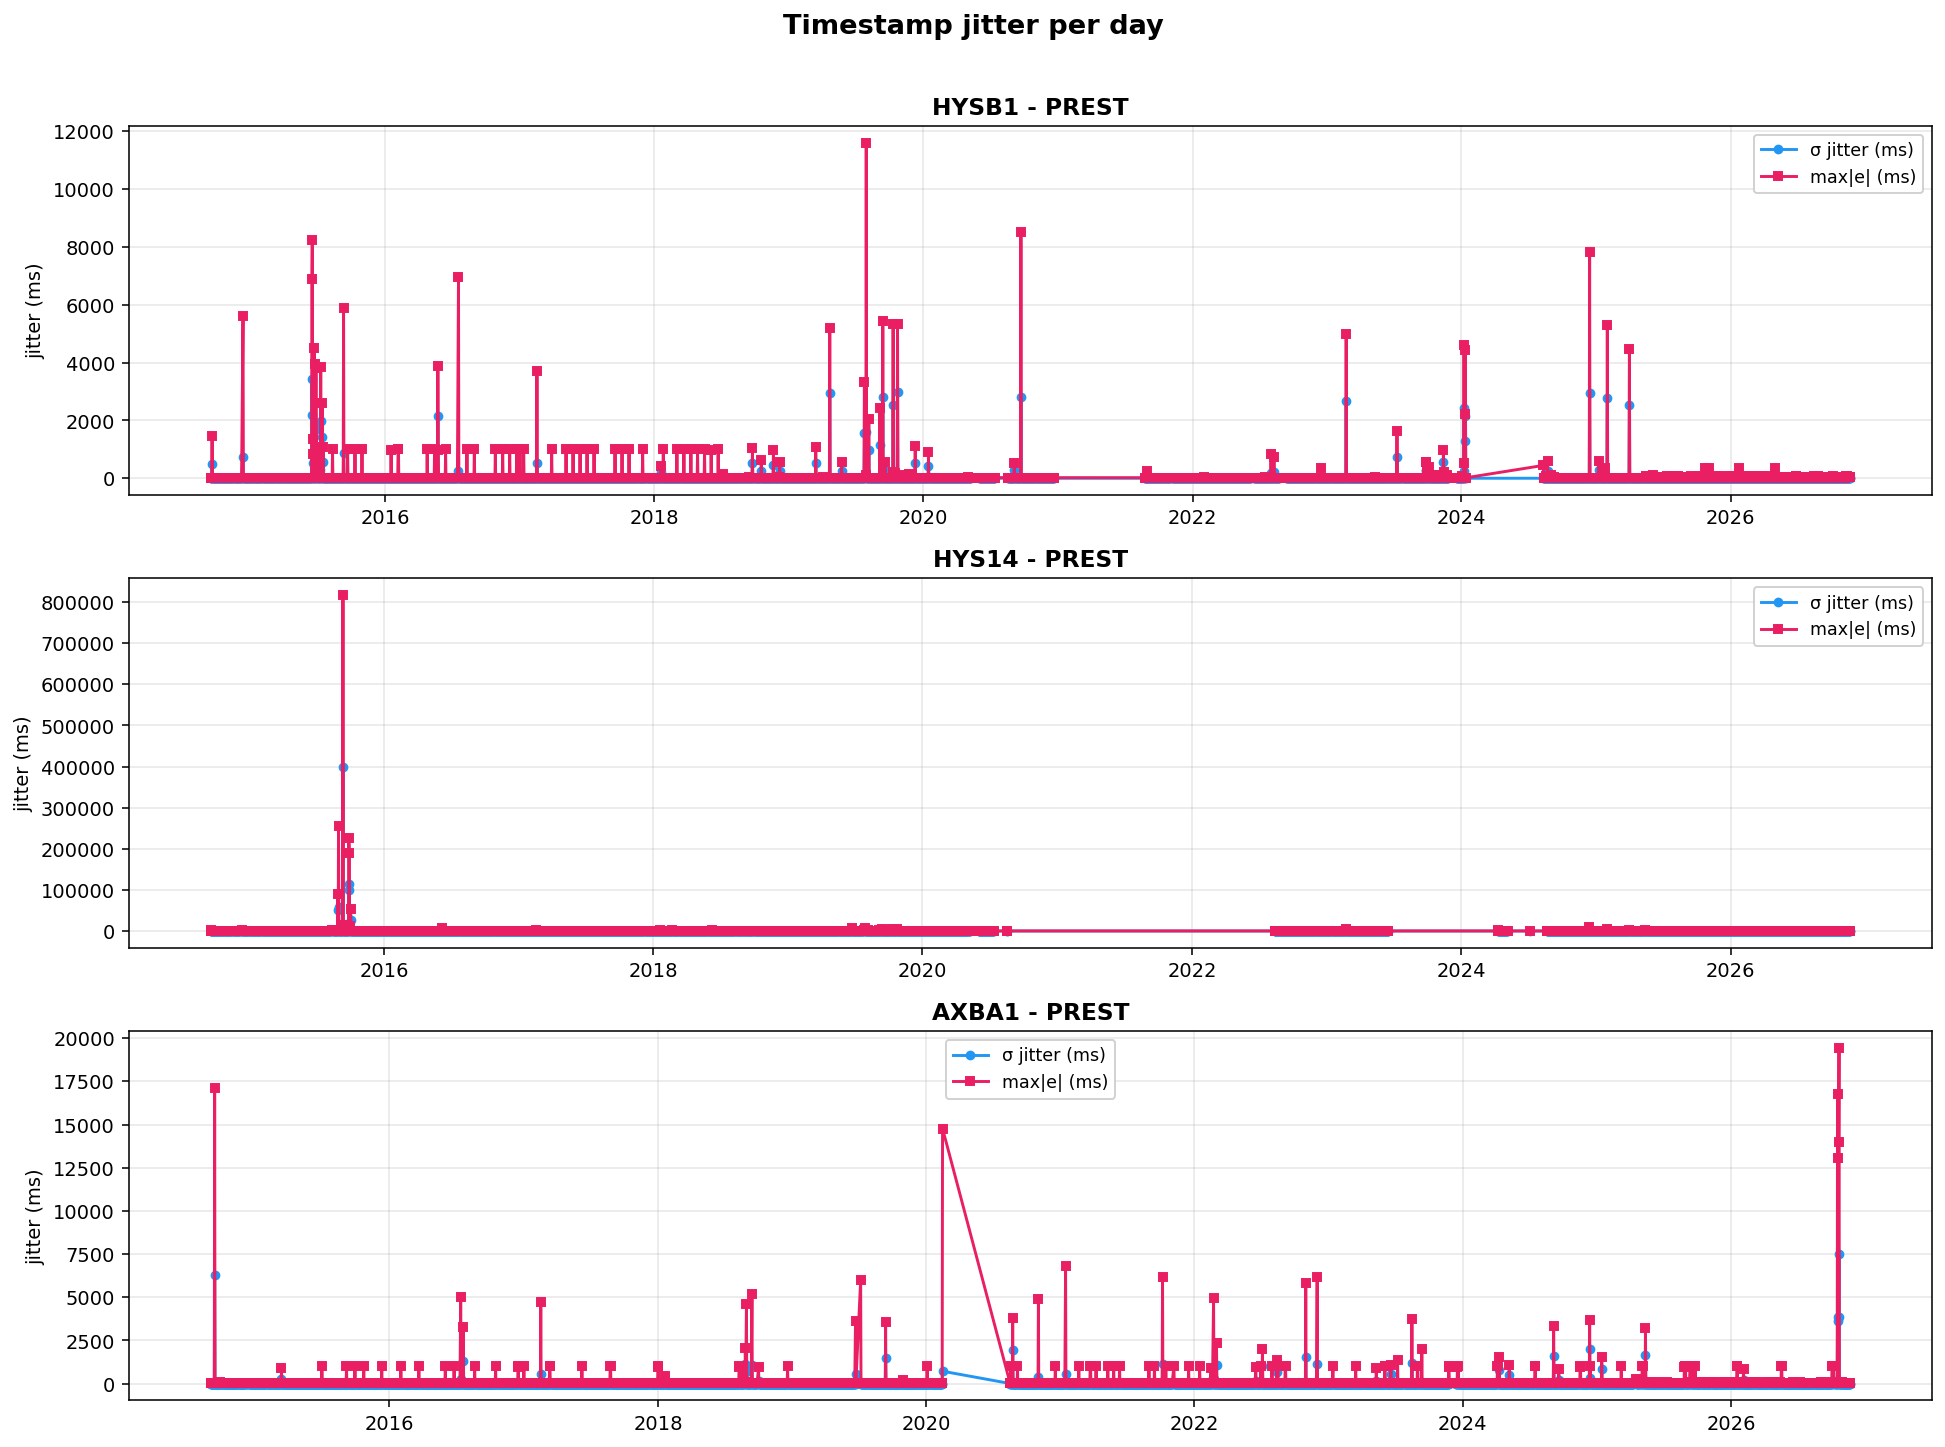 Timestamp jitter per day
HYSB1 - PREST
12000
10000
8000
6000
4000
2000
0
jitter (ms)
σ jitter (ms)
max|e| (ms)
2016 2018 2020 2022 2024 2026
HYS14 - PREST
800000
700000
600000
500000
400000
300000
200000
100000
0
jitter (ms)
σ jitter (ms)
max|e| (ms)
2016 2018 2020 2022 2024 2026
AXBA1 - PREST
20000
17500
15000
12500
10000
7500
5000
2500
0
jitter (ms)
σ jitter (ms)
max|e| (ms)
2016 2018 2020 2022 2024 2026